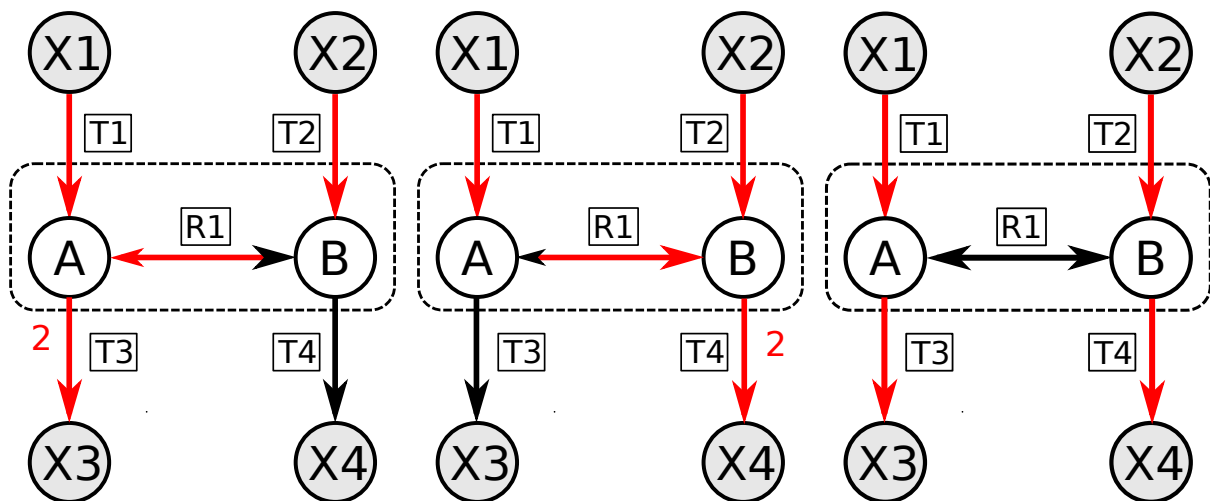 X1 X2 X1 X2 X1 X2
T1 T2 T1 T2 T1 T2
R1 R1 R1
A B A B A B
2 T3 T4 T3 T4 2 T3 T4
X3 X4 X3 X4 X3 X4